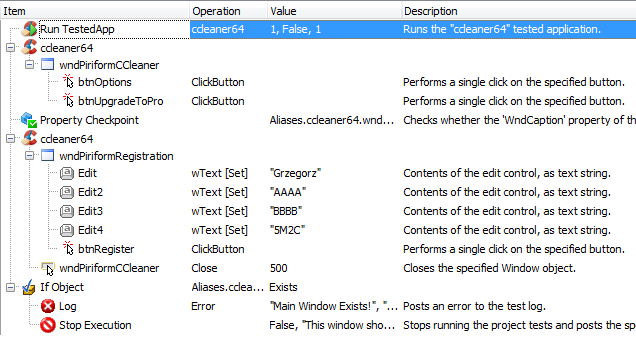 Item Operation Value Description
Run TestedApp ccleaner64 1, False, 1 Runs the "ccleaner64" tested application.
ccleaner64
wndPiriformCCleaner
btnOptions ClickButton Performs a single click on the specified button.
btnUpgradeToPro ClickButton Performs a single click on the specified button.
Property Checkpoint Aliases.ccleaner64.wnd... Checks whether the 'WndCaption' property of the
ccleaner64
wndPiriformRegistration
Edit wText [Set] "Grzegorz" Contents of the edit control, as text string.
Edit2 wText [Set] "AAAA" Contents of the edit control, as text string.
Edit3 wText [Set] "BBBB" Contents of the edit control, as text string.
Edit4 wText [Set] "5M2C" Contents of the edit control, as text string.
btnRegister ClickButton Performs a single click on the specified button.
wndPiriformCCleaner Close 500 Closes the specified Window object.
If Object Aliases.cclea... Exists
Log Error "Main Window Exists!", "... Posts an error to the test log.
Stop Execution False, "This window sho... Stops running the project tests and posts the sp